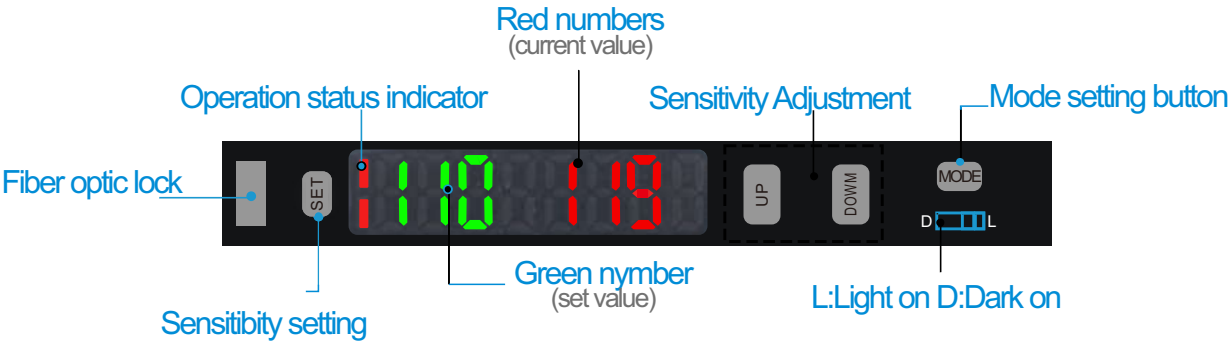 Red numbers
(current value)
Operation status indicator
Sensitivity Adjustment
Mode setting button
Fiber optic lock
SET
110
119
UP
DOWM
MODE
D
L
Green nymber
(set value)
L:Light on D:Dark on
Sensitibity setting